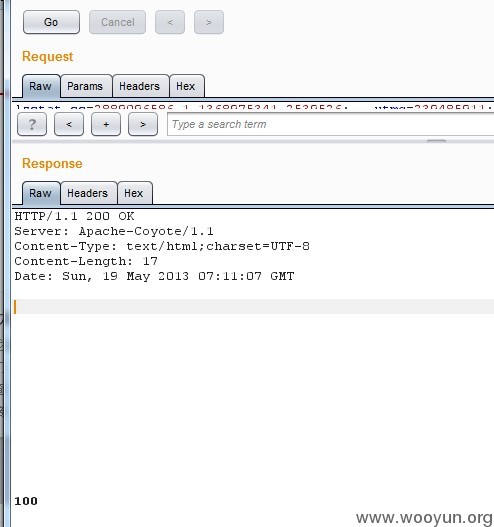 Go Cancel < >
Request
Raw Params Headers Hex
? < + > Type a search term
Response
Raw Headers Hex
HTTP/1.1 200 OK
Server: Apache-Coyote/1.1
Content-Type: text/html;charset=UTF-8
Content-Length: 17
Date: Sun, 19 May 2013 07:11:07 GMT
100
www.wooyun.org